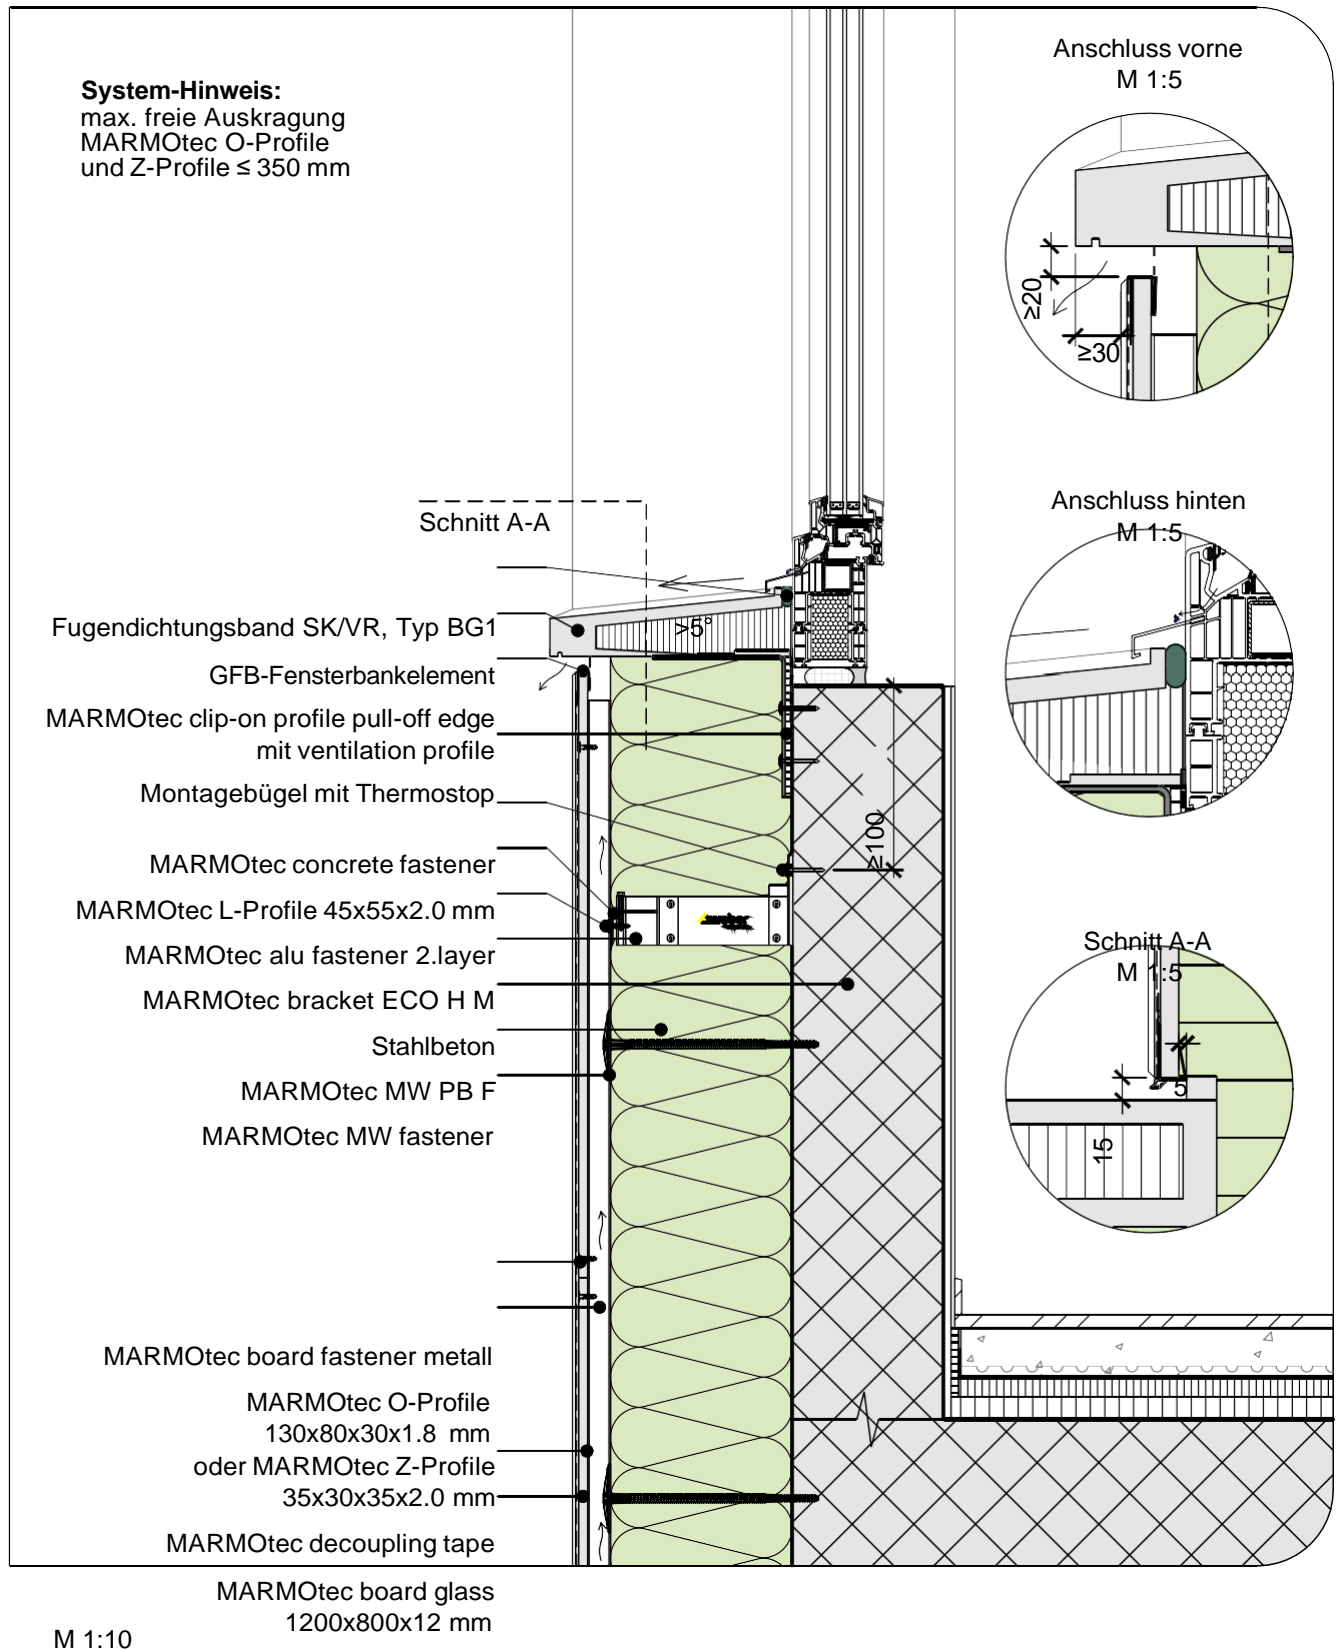 System-Hinweis:
max. freie Auskragung
MARMOtec O-Profile
und Z-Profile ≤ 350 mm
Anschluss vorne
M 1:5
≥20
≥30
Schnitt A-A
Anschluss hinten
M 1:5
>5°
Fugendichtungsband SK/VR, Typ BG1
GFB-Fensterbankelement
MARMOtec clip-on profile pull-off edge
mit ventilation profile
Montagebügel mit Thermostop
≥100
MARMOtec concrete fastener
MARMOtec L-Profile 45x55x2.0 mm
MARMOtec alu fastener 2.layer
MARMOtec bracket ECO H M
Stahlbeton
MARMOtec MW PB F
MARMOtec MW fastener
Schnitt A-A
M 1:5
5
15
MARMOtec board fastener metall
MARMOtec O-Profile
130x80x30x1.8 mm
oder MARMOtec Z-Profile
35x30x35x2.0 mm
MARMOtec decoupling tape
MARMOtec board glass
1200x800x12 mm
M 1:10